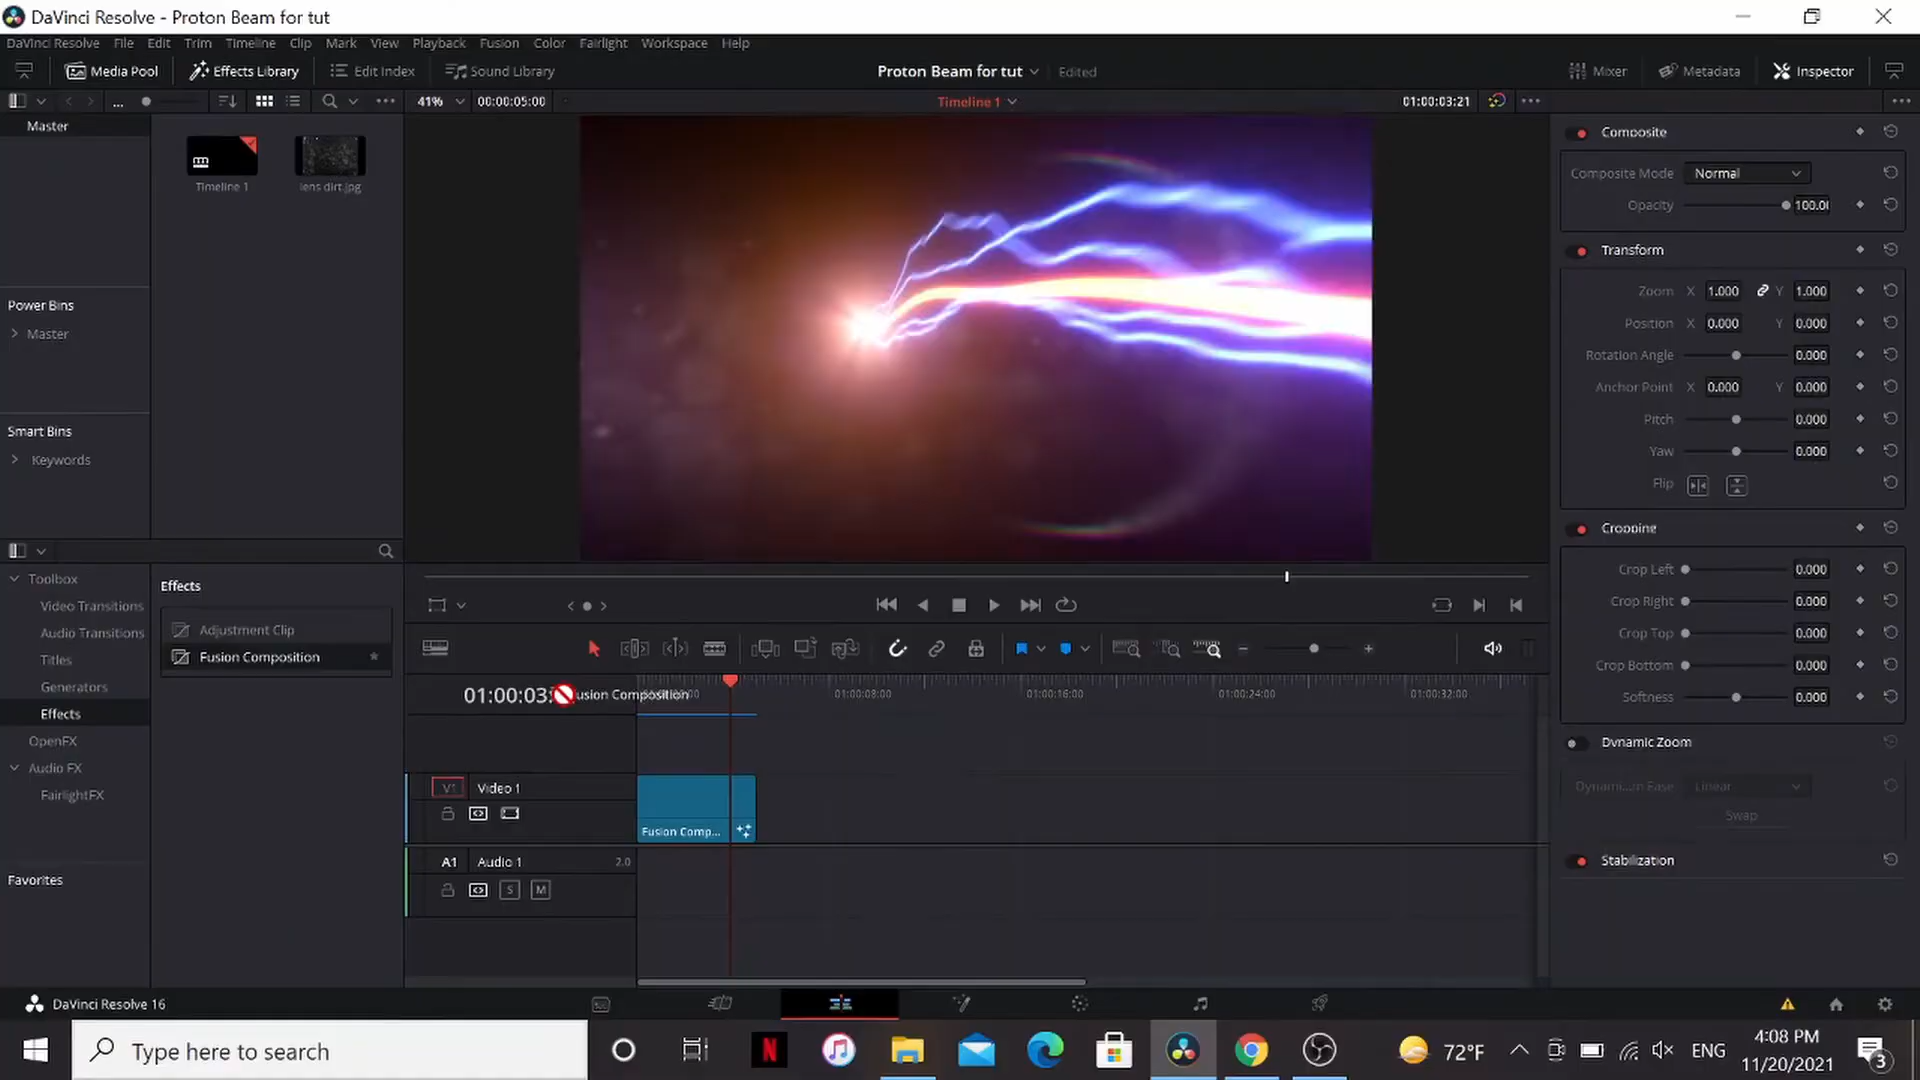 DaVinci Resolve - Proton Beam for tut
DaVinci Resolve File Edit Trim Timeline Clip Mark View Playback Fusion Color Fairlight Workspace Help
Media Pool Effects Library Edit Index Sound Library Proton Beam for tut Edited Mixer Metadata Inspector
... 41% 00:00:05:00 Timeline 1 01:00:03:21
Master
Timeline 1 lens dirt.jpg
Power Bins
Master
Smart Bins
Keywords
Composite
Composite Mode Normal
Opacity 100.0
Transform
Zoom X 1.000 Y 1.000
Position X 0.000 Y 0.000
Rotation Angle 0.000
Anchor Point X 0.000 Y 0.000
Pitch 0.000
Yaw 0.000
Flip
Cropping
Crop Left 0.000
Crop Right 0.000
Crop Top 0.000
Crop Bottom 0.000
Softness 0.000
Dynamic Zoom
Dynami...n Ease Linear
Swap
Stabilization
Toolbox
Video Transitions
Audio Transitions
Titles
Generators
Effects
OpenFX
Audio FX
FairlightFX
Favorites
Effects
Adjustment Clip
Fusion Composition
01:00:03: Fusion Composition 01:00:08:00 01:00:16:00 01:00:24:00 01:00:32:00
V1 Video 1
Fusion Comp...
A1 Audio 1 2.0
S M
DaVinci Resolve 16
Type here to search
N
72°F ENG
4:08 PM
11/20/2021
3